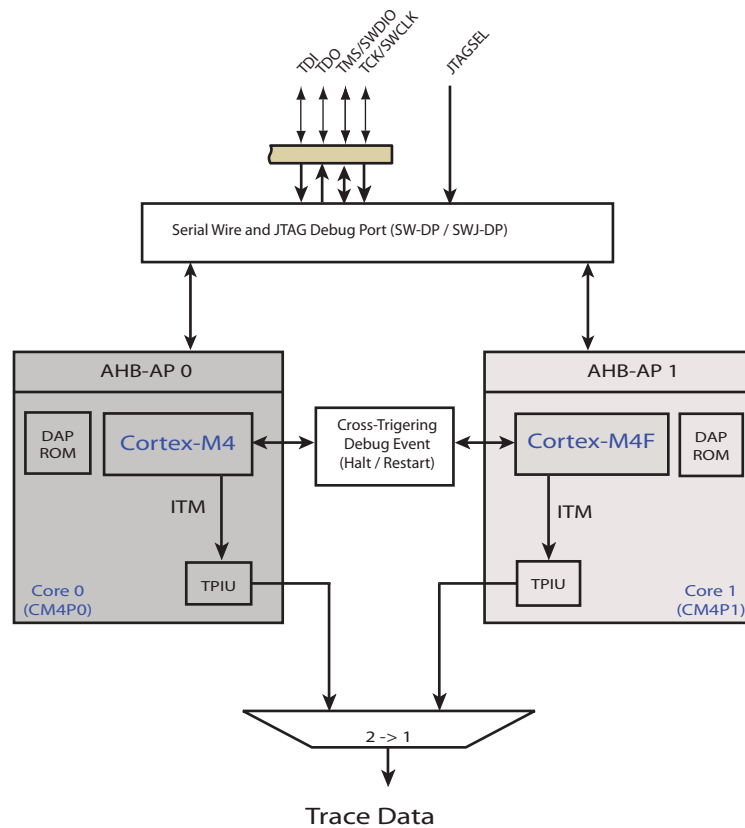 TDI
TDO
TMS/SWDIO
TCK/SWCLK
JTAGSEL
Serial Wire and JTAG Debug Port (SW-DP / SWJ-DP)
AHB-AP 0
DAP
ROM
Cortex-M4
ITM
TPIU
Core 0
(CM4P0)
Cross-Trigering
Debug Event
(Halt / Restart)
AHB-AP 1
Cortex-M4F
DAP
ROM
ITM
TPIU
Core 1
(CM4P1)
2 -> 1
Trace Data